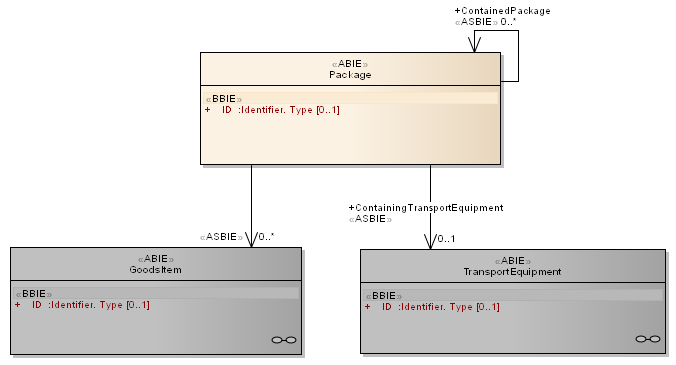 +ContainedPackage
«ASBIE» 0..*
«ABIE»
Package
«BBIE»
+ ID :Identifier. Type [0..1]
+ContainingTransportEquipment
«ASBIE»
«ASBIE» 0..*
0..1
«ABIE»
GoodsItem
«BBIE»
+ ID :Identifier. Type [0..1]
«ABIE»
TransportEquipment
«BBIE»
+ ID :Identifier. Type [0..1]